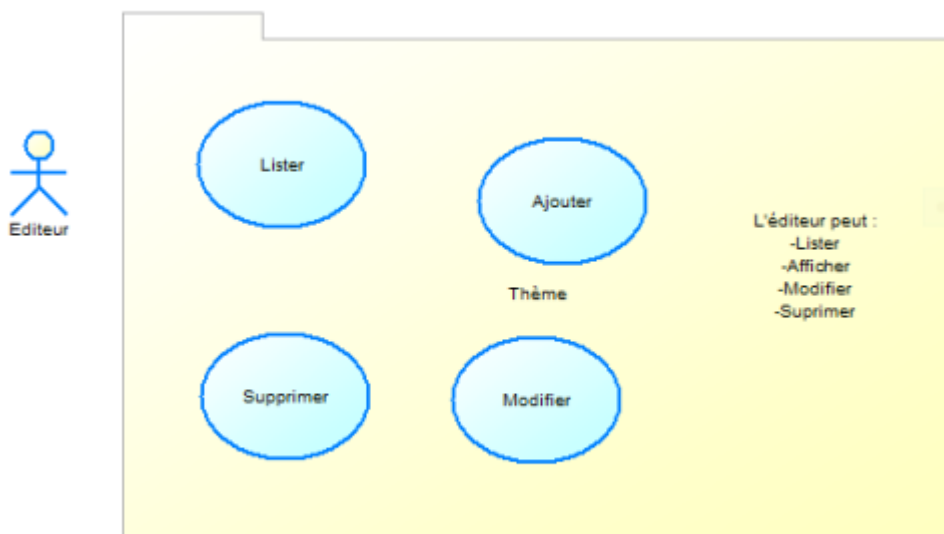 Lister
Ajouter
Editeur
L'éditeur peut :
-Lister
-Afficher
-Modifier
-Suprimer
Thème
Supprimer
Modifier